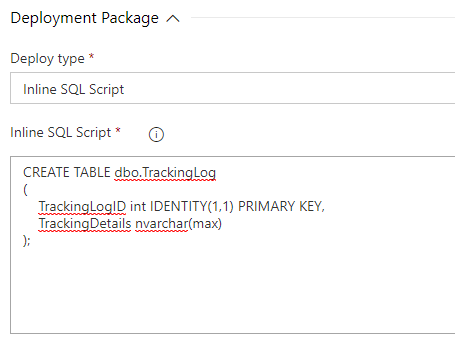 Deployment Package
Deploy type *
Inline SQL Script
Inline SQL Script *
CREATE TABLE dbo.TrackingLog
(
TrackingLogID int IDENTITY(1,1) PRIMARY KEY,
TrackingDetails nvarchar(max)
);